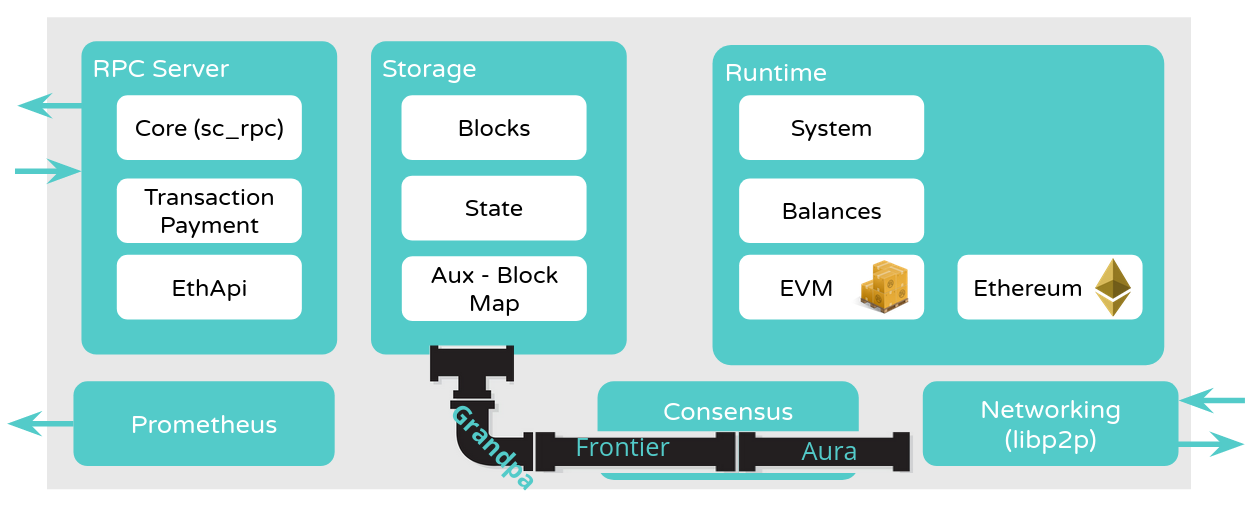 RPC Server
Core (sc_rpc)
Transaction
Payment
EthApi
Storage
Blocks
State
Aux - Block
Map
Runtime
System
Balances
EVM
Ethereum
Prometheus
Grandpa
Consensus
Frontier
Aura
Networking
(libp2p)